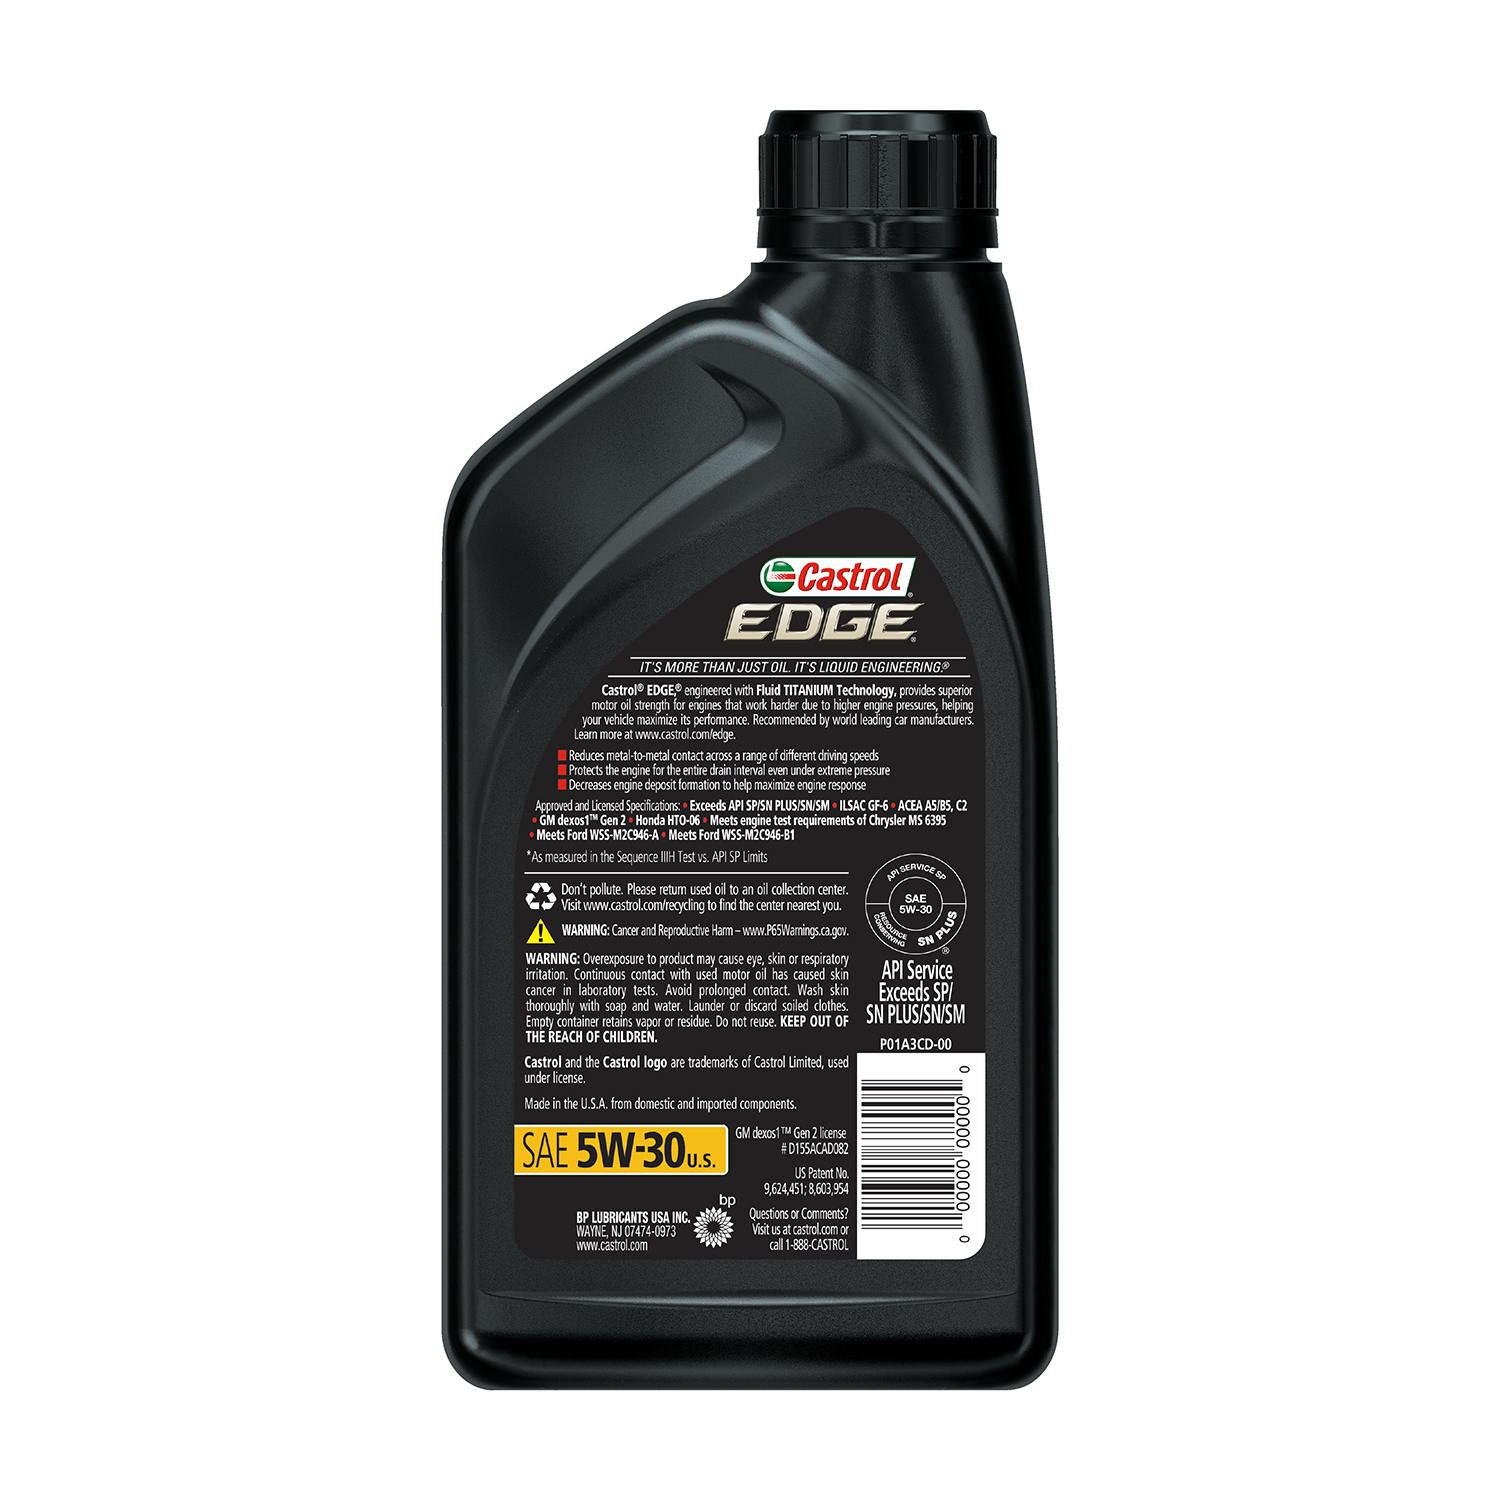 Castrol®
EDGE®
IT'S MORE THAN JUST OIL. IT'S LIQUID ENGINEERING.®
Castrol® EDGE,® engineered with Fluid TITANIUM Technology, provides superior
motor oil strength for engines that work harder due to higher engine pressures, helping
your vehicle maximize its performance. Recommended by world leading car manufacturers.
Learn more at www.castrol.com/edge.
Reduces metal-to-metal contact across a range of different driving speeds
Protects the engine for the entire drain interval even under extreme pressure
Decreases engine deposit formation to help maximize engine response
Approved and Licensed Specifications: • Exceeds API SP/SN PLUS/SN/SM • ILSAC GF-6 • ACEA A5/B5, C2
• GM dexos1™ Gen 2 • Honda HTO-06 • Meets engine test requirements of Chrysler MS 6395
• Meets Ford WSS-M2C946-A • Meets Ford WSS-M2C946-B1
*As measured in the Sequence IIIH Test vs. API SP Limits
Don't pollute. Please return used oil to an oil collection center.
Visit www.castrol.com/recycling to find the center nearest you.
WARNING: Cancer and Reproductive Harm – www.P65Warnings.ca.gov.
WARNING: Overexposure to product may cause eye, skin or respiratory
irritation. Continuous contact with used motor oil has caused skin
cancer in laboratory tests. Avoid prolonged contact. Wash skin
thoroughly with soap and water. Launder or discard soiled clothes.
Empty container retains vapor or residue. Do not reuse. KEEP OUT OF
THE REACH OF CHILDREN.
Castrol and the Castrol logo are trademarks of Castrol Limited, used
under license.
Made in the U.S.A. from domestic and imported components.
API SERVICE SP
SAE
5W-30
RESOURCE
CONSERVING
SN PLUS
®
API Service
Exceeds SP/
SN PLUS/SN/SM
P01A3CD-00
0 00000 00000 0
SAE 5W-30 U.S.
GM dexos1™ Gen 2 license
# D155ACAD082
US Patent No.
9,624,451; 8,603,954
Questions or Comments?
Visit us at castrol.com or
call 1-888-CASTROL
bp
BP LUBRICANTS USA INC.
WAYNE, NJ 07474-0973
www.castrol.com